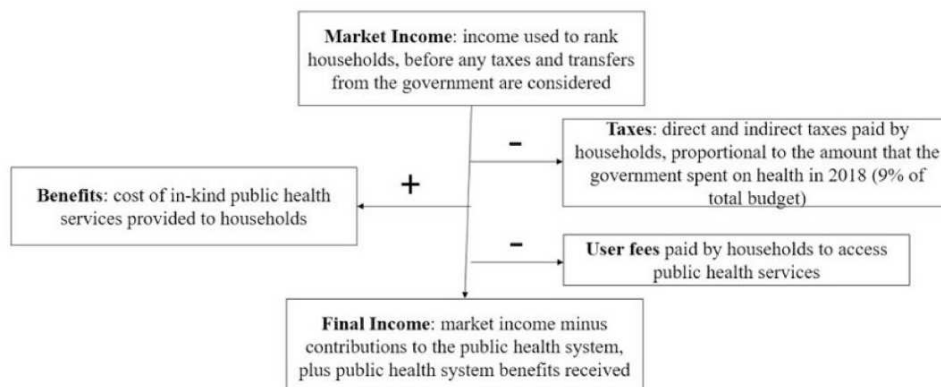 Market Income: income used to rank
households, before any taxes and transfers
from the government are considered
-
Taxes: direct and indirect taxes paid by
households, proportional to the amount that the
government spent on health in 2018 (9% of
total budget)
+
Benefits: cost of in-kind public health
services provided to households
-
User fees paid by households to access
public health services
Final Income: market income minus
contributions to the public health system,
plus public health system benefits received